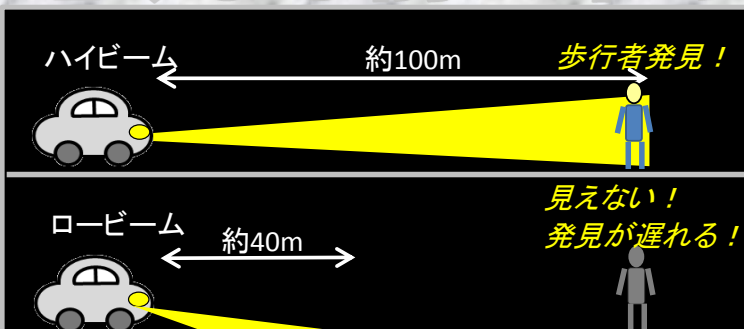 ハイビーム
約100m
歩行者発見！
ロービーム
約40m
見えない！
発見が遅れる！